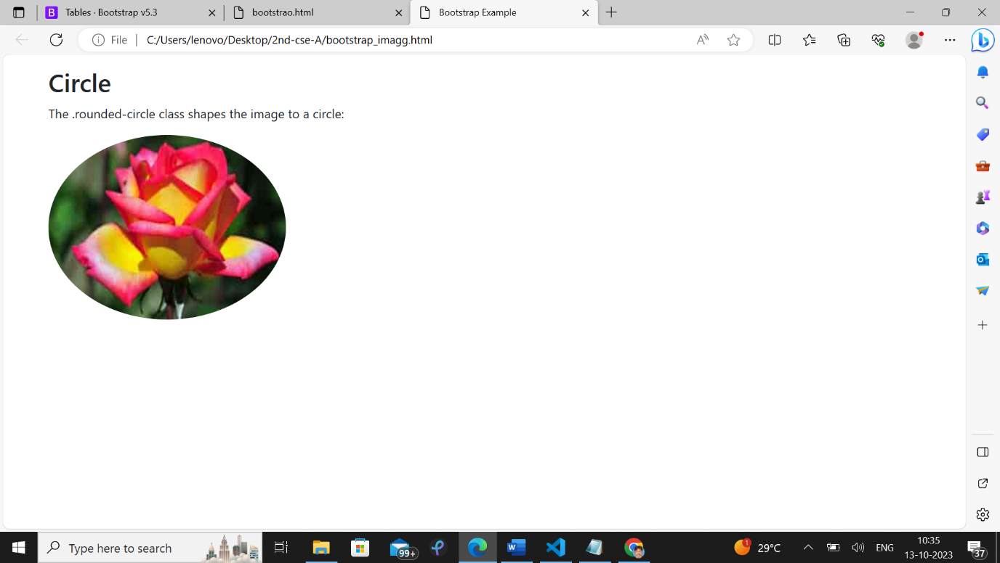 Tables · Bootstrap v5.3
bootstrao.html
Bootstrap Example
File
C:/Users/lenovo/Desktop/2nd-cse-A/bootstrap_imagg.html
Circle
The .rounded-circle class shapes the image to a circle:
Type here to search
99+
1
29°C
ENG
10:35
13-10-2023
37